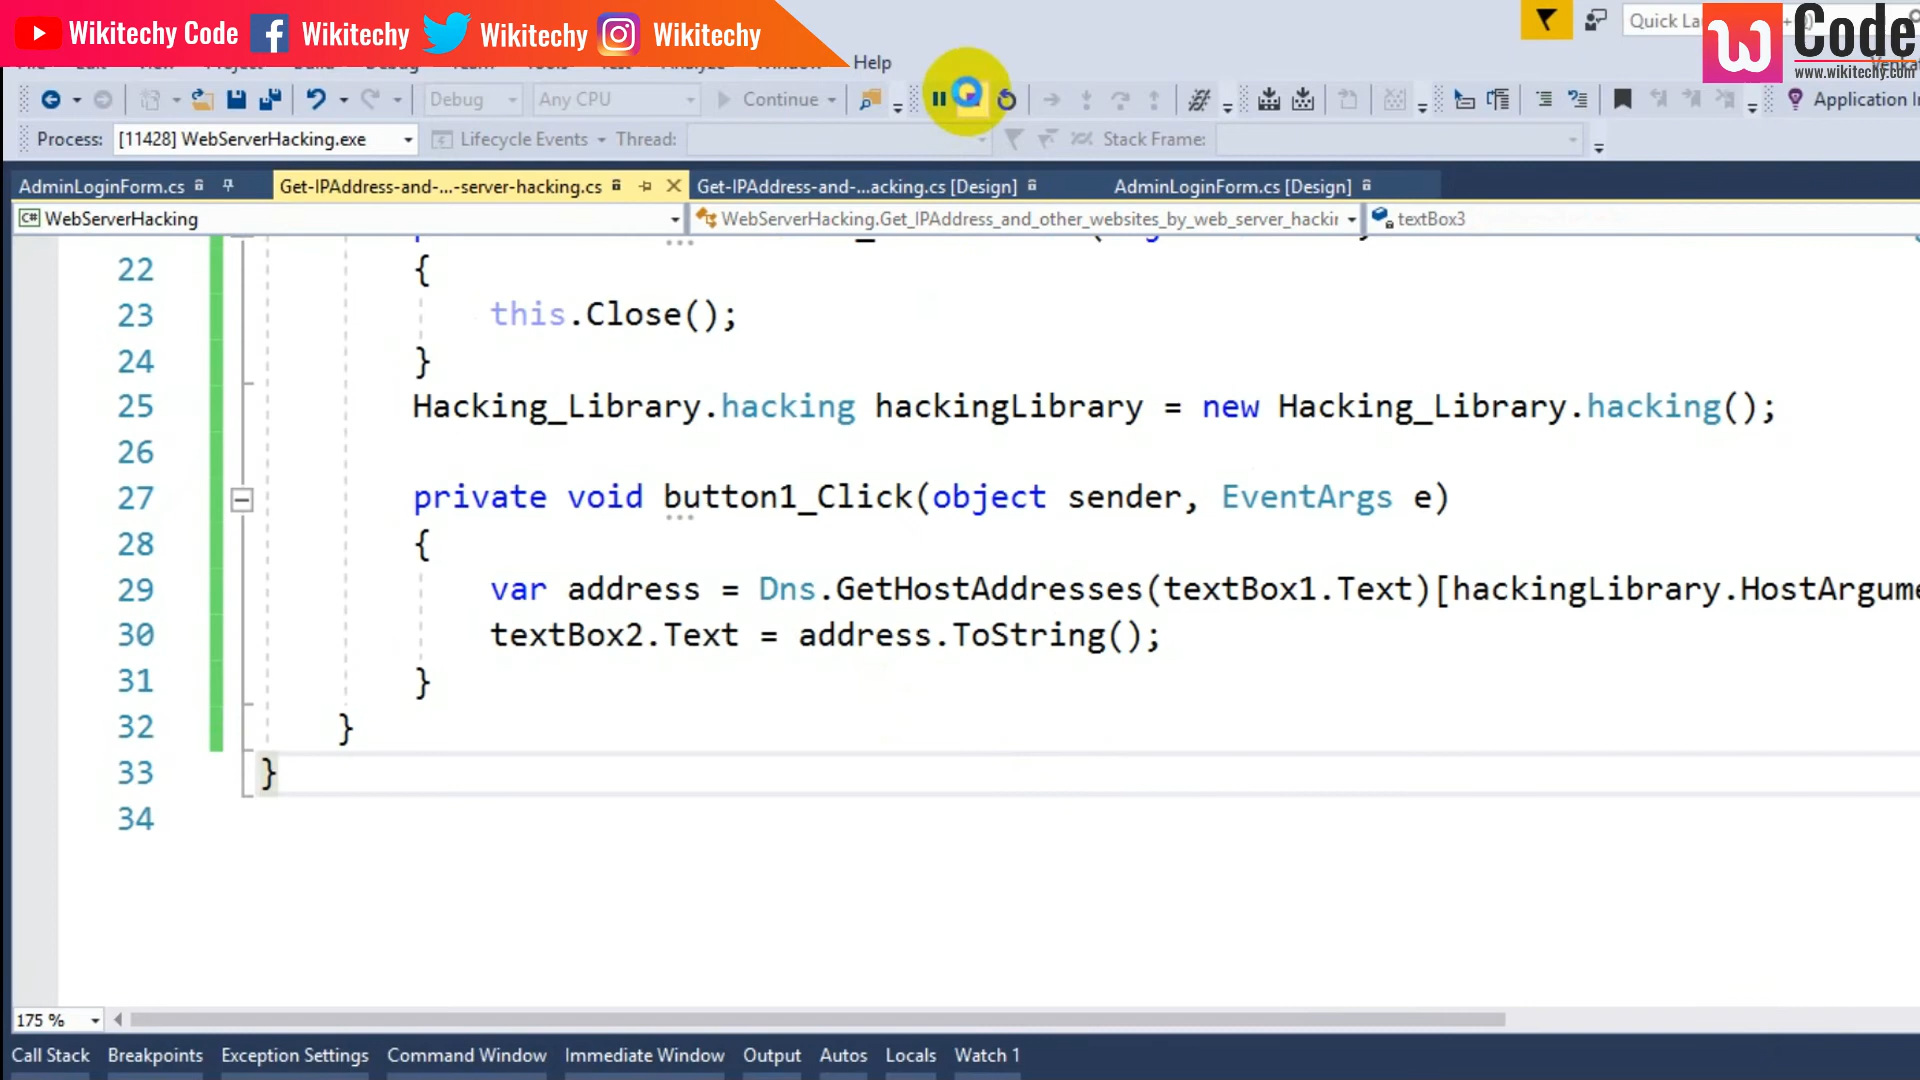 Wikitechy Code Wikitechy Wikitechy Wikitechy
Code
www.wikitechy.com
Help
Debug Any CPU Continue
Process: [11428] WebServerHacking.exe Lifecycle Events Thread: Stack Frame:
AdminLoginForm.cs Get-IPAddress-and-...-server-hacking.cs Get-IPAddress-and-...acking.cs [Design] AdminLoginForm.cs [Design]
C# WebServerHacking WebServerHacking.Get_IPAddress_and_other_websites_by_web_server_hackir textBox3
22 {
23 this.Close();
24 }
25 Hacking_Library.hacking hackingLibrary = new Hacking_Library.hacking();
26
27 private void button1_Click(object sender, EventArgs e)
28 {
29 var address = Dns.GetHostAddresses(textBox1.Text)[hackingLibrary.HostArgume
30 textBox2.Text = address.ToString();
31 }
32 }
33 }
34
175 %
Call Stack Breakpoints Exception Settings Command Window Immediate Window Output Autos Locals Watch 1